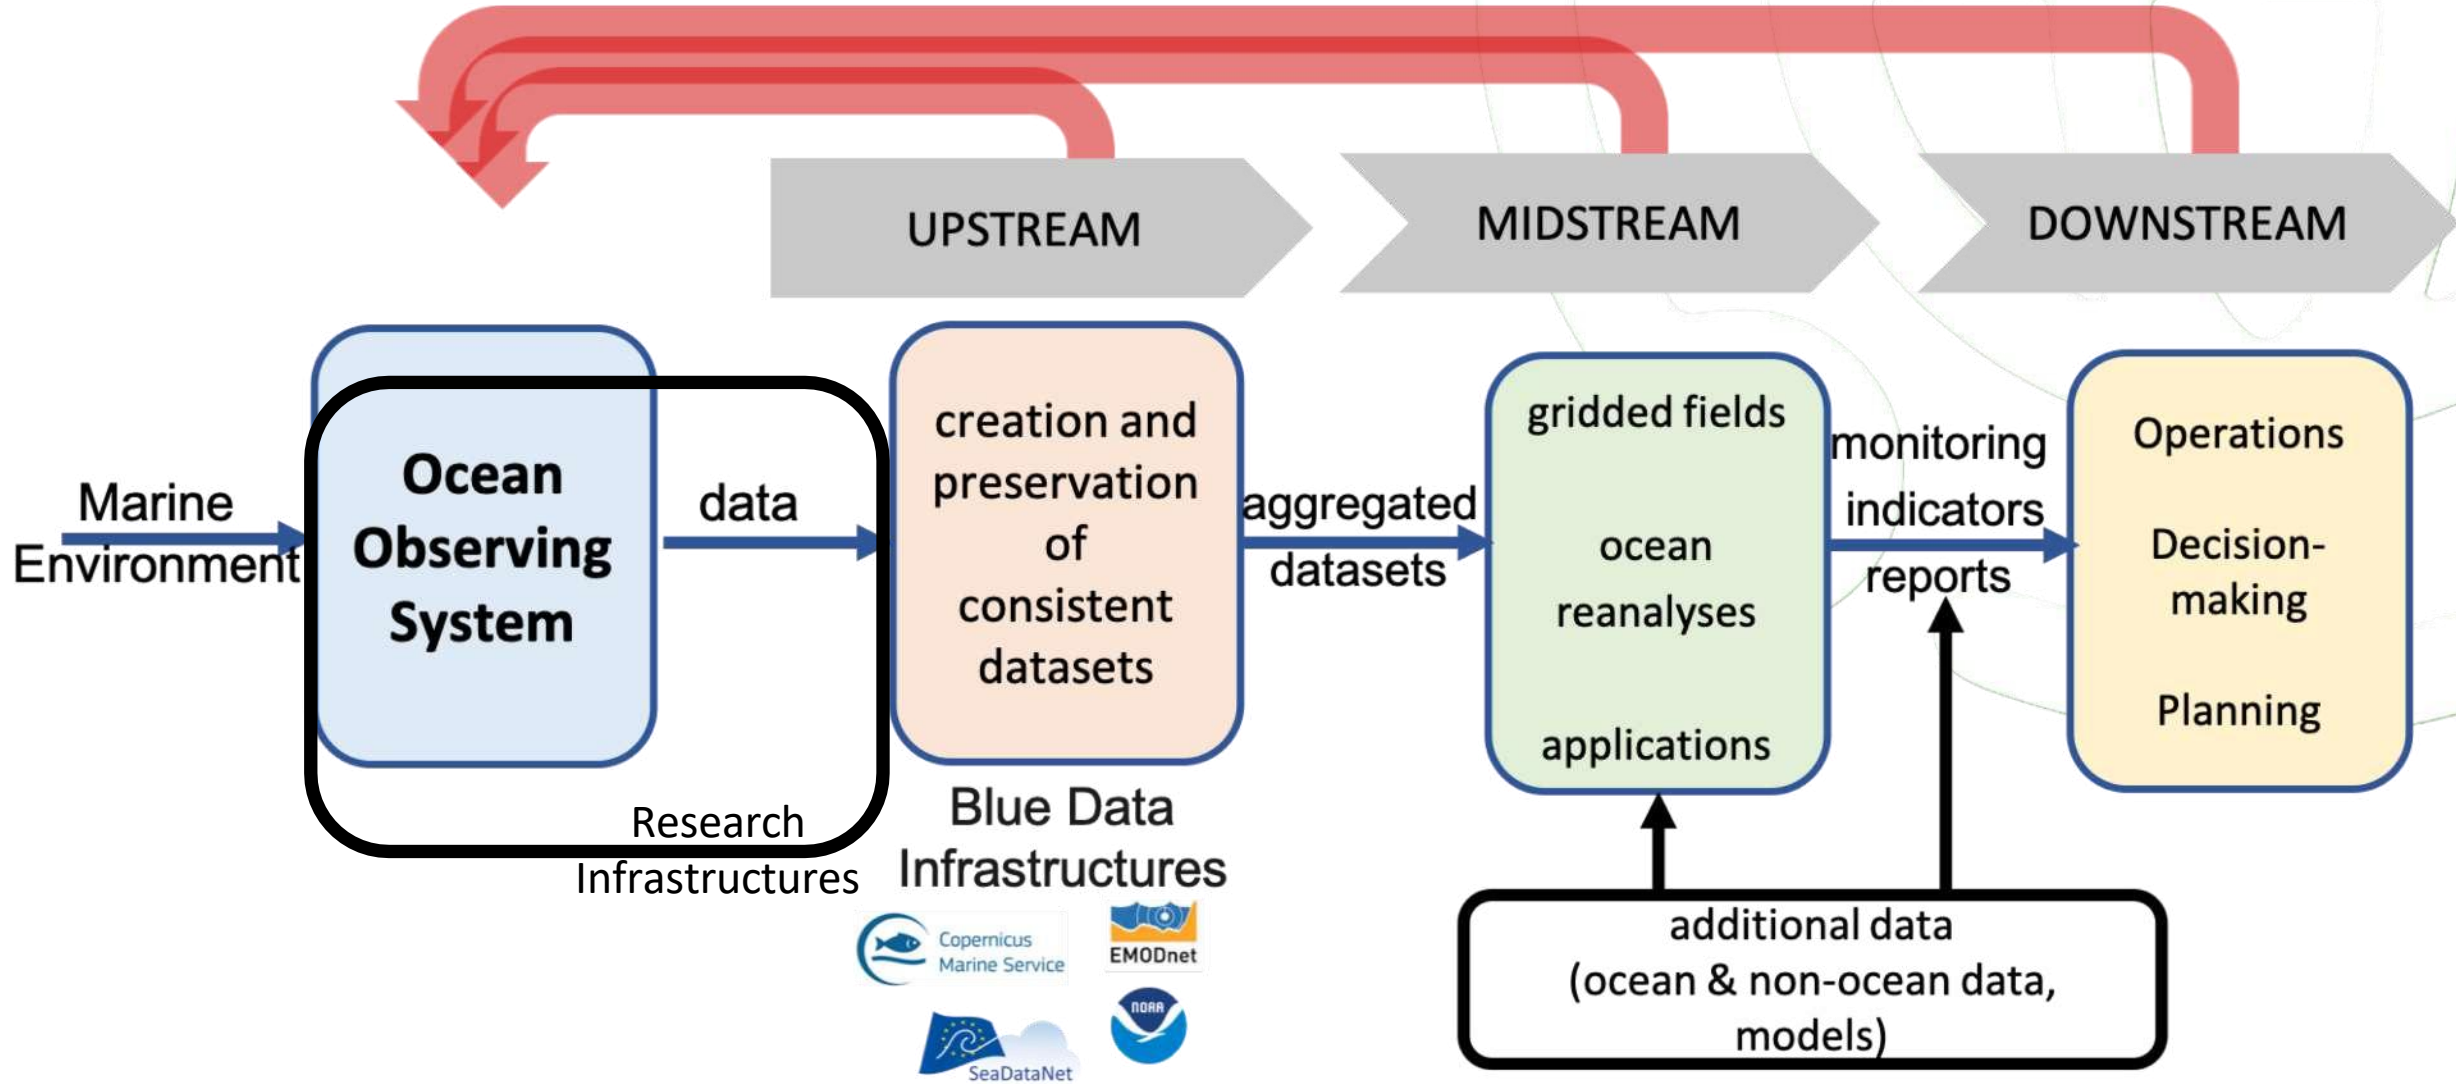 UPSTREAM
MIDSTREAM
DOWNSTREAM
Marine
Environment
Ocean
Observing
System
data
Research
Infrastructures
creation and
preservation
of
consistent
datasets
Blue Data
Infrastructures
Copernicus
Marine Service
EMODnet
SeaDataNet
NOAA
aggregated
datasets
gridded fields
ocean
reanalyses
applications
monitoring
indicators
reports
Operations
Decision-
making
Planning
additional data
(ocean & non-ocean data,
models)